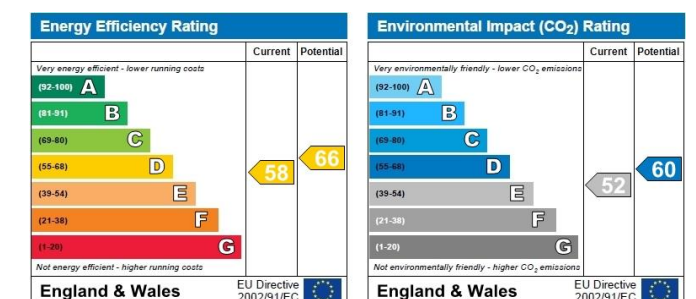 Energy Efficiency Rating
Current Potential
Very energy efficient - lower running costs
(92-100) A
(81-91) B
(69-80) C
(55-68) D
(39-54) E
(21-38) F
(1-20) G
58
66
Not energy efficient - higher running costs
England & Wales
EU Directive
2002/91/EC
Environmental Impact (CO2) Rating
Current Potential
Very environmentally friendly - lower CO2 emissions
(92-100) A
(81-91) B
(69-80) C
(55-68) D
(39-54) E
(21-38) F
(1-20) G
52
60
Not environmentally friendly - higher CO2 emissions
England & Wales
EU Directive
2002/91/EC